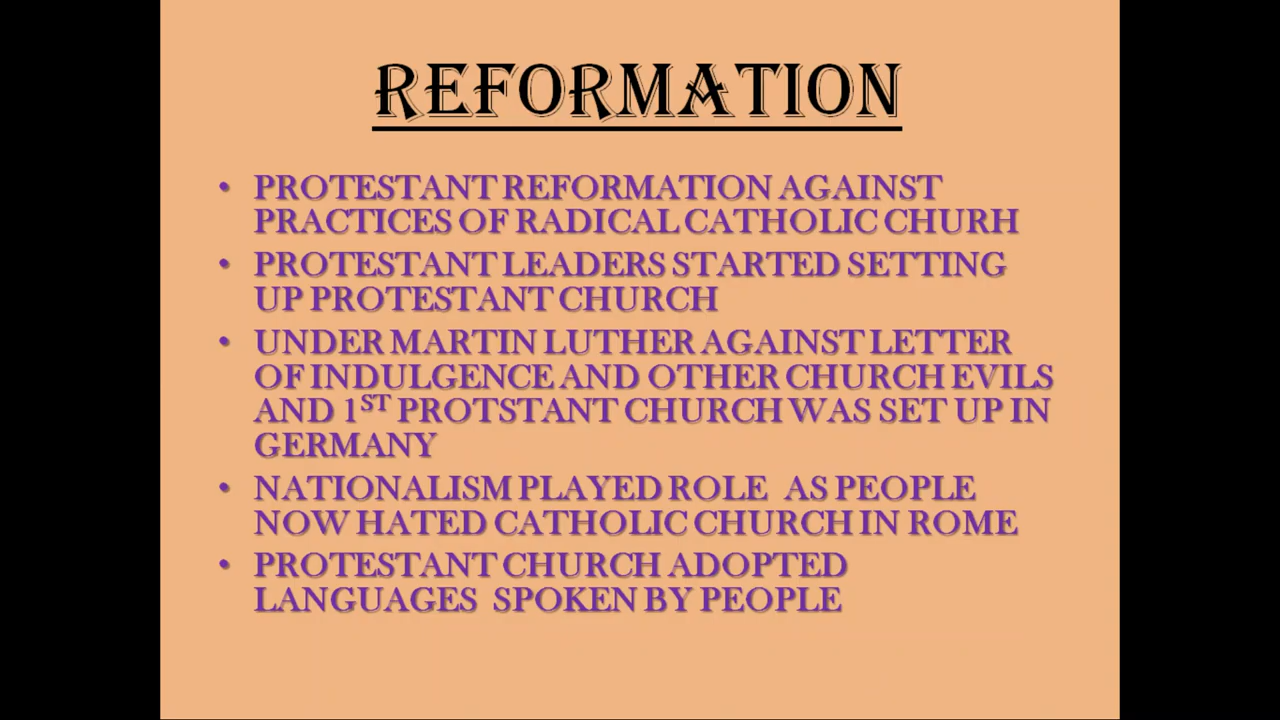 REFORMATION
• PROTESTANT REFORMATION AGAINST
PRACTICES OF RADICAL CATHOLIC CHURH
• PROTESTANT LEADERS STARTED SETTING
UP PROTESTANT CHURCH
• UNDER MARTIN LUTHER AGAINST LETTER
OF INDULGENCE AND OTHER CHURCH EVILS
AND 1ST PROTSTANT CHURCH WAS SET UP IN
GERMANY
• NATIONALISM PLAYED ROLE AS PEOPLE
NOW HATED CATHOLIC CHURCH IN ROME
• PROTESTANT CHURCH ADOPTED
LANGUAGES SPOKEN BY PEOPLE